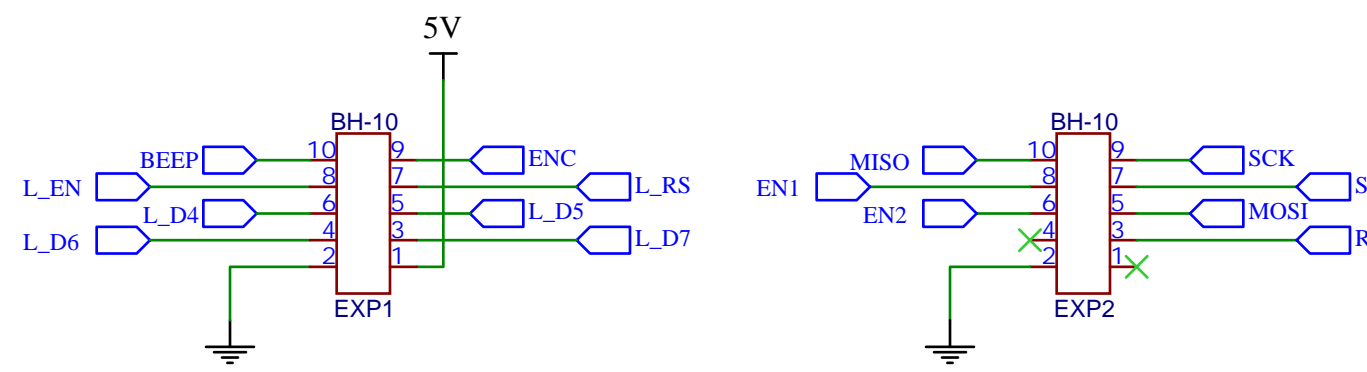 5V
BH-10
BEEP 10 9 ENC
L_EN 8 7 L_RS
L_D4 6 5 L_D5
L_D6 4 3 L_D7
2 1
EXP1
BH-10
MISO 10 9 SCK
EN1 8 7 S
EN2 6 5 MOSI
4 3 R
2 1
EXP2